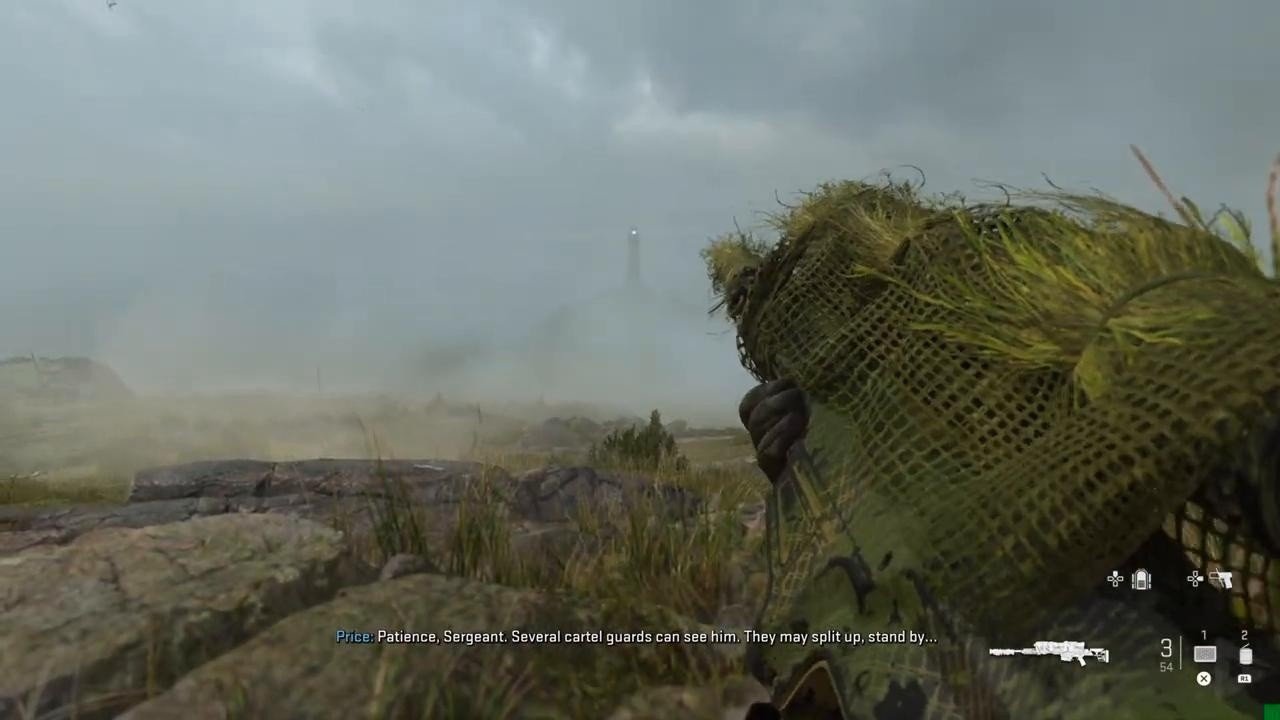 Price: Patience, Sergeant. Several cartel guards can see him. They may split up, stand by...
1 2
3
54
R1